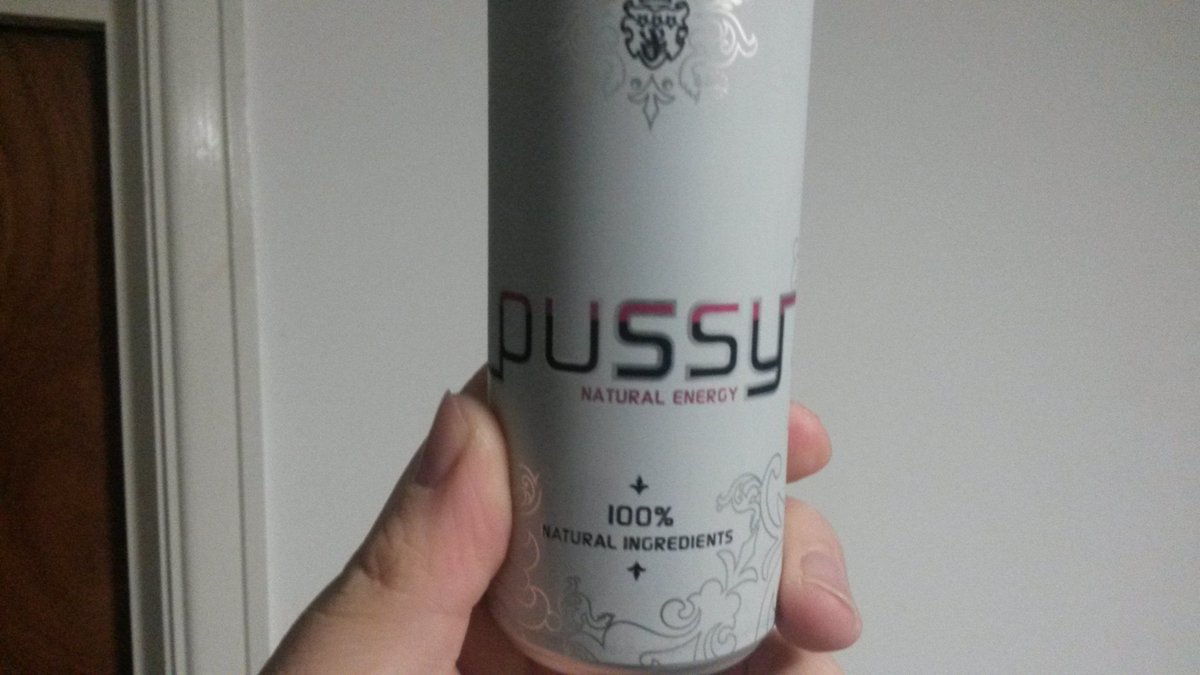 pussy
NATURAL ENERGY
100%
NATURAL INGREDIENTS